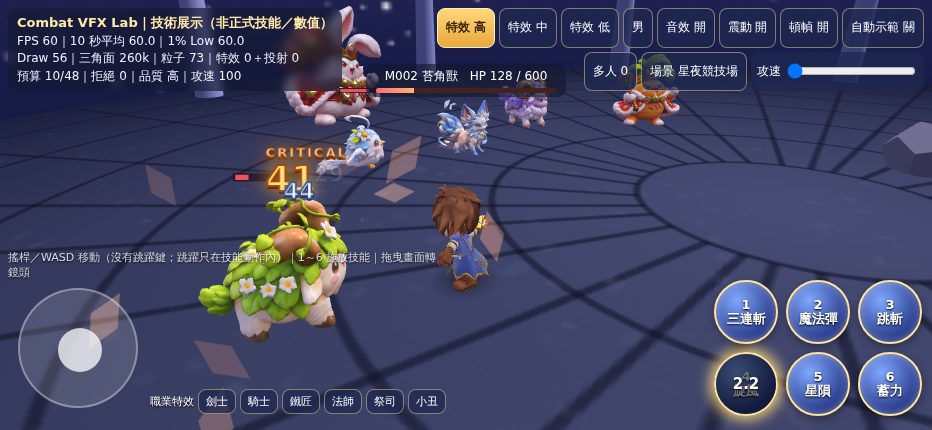 Combat VFX Lab｜技術展示（非正式技能／數值）
FPS 60｜10 秒平均 60.0｜1% Low 60.0
Draw 56｜三角面 260k｜粒子 73｜特效 0＋投射 0
預算 10/48｜拒絕 0｜品質 高｜攻速 100
特效 高
特效 中
特效 低
男
音效 開
震動 開
頓幀 開
自動示範 關
多人 0
場景 星夜競技場
攻速
M002 苔角獸 HP 128 / 600
CRITICAL
41
44
搖桿／WASD 移動（沒有跳躍鍵；跳躍只在技能動作內）｜1～6 施放技能｜拖曳畫面轉
鏡頭
1
三連斬
2
魔法彈
3
跳斬
2.2
旋風
5
星隕
6
蓄力
職業特效
劍士
騎士
鐵匠
法師
祭司
小丑